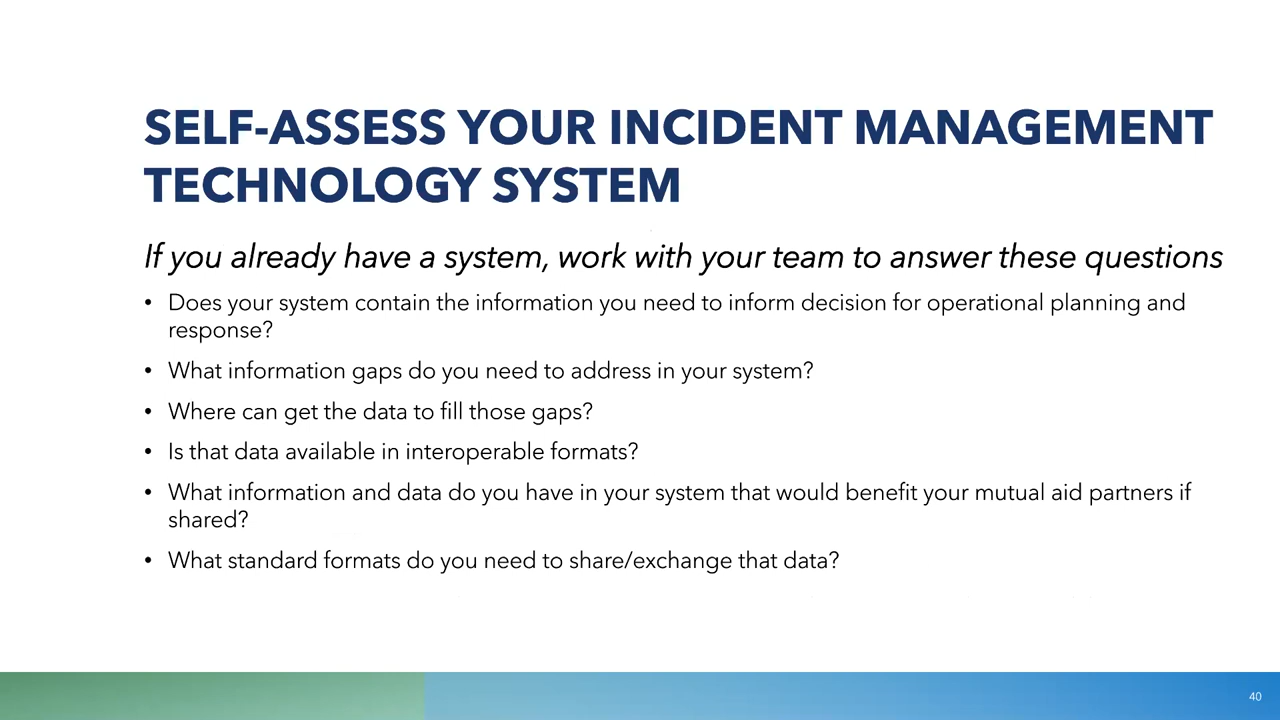 SELF-ASSESS YOUR INCIDENT MANAGEMENT
TECHNOLOGY SYSTEM
If you already have a system, work with your team to answer these questions
• Does your system contain the information you need to inform decision for operational planning and
response?
• What information gaps do you need to address in your system?
• Where can get the data to fill those gaps?
• Is that data available in interoperable formats?
• What information and data do you have in your system that would benefit your mutual aid partners if
shared?
• What standard formats do you need to share/exchange that data?
40